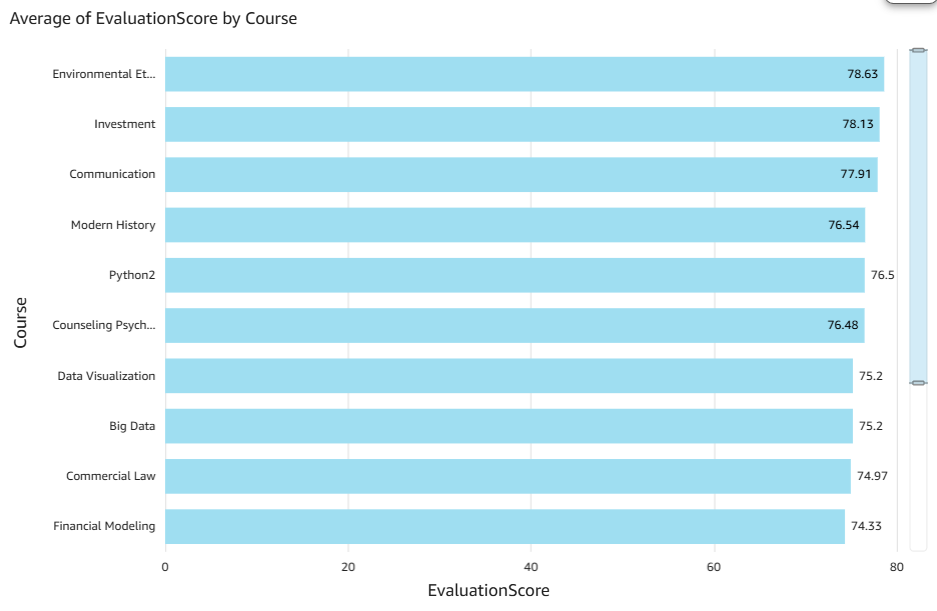 Average of EvaluationScore by Course
Course
Environmental Et... 78.63
Investment 78.13
Communication 77.91
Modern History 76.54
Python2 76.5
Counseling Psych... 76.48
Data Visualization 75.2
Big Data 75.2
Commercial Law 74.97
Financial Modeling 74.33
0 20 40 60 80
EvaluationScore